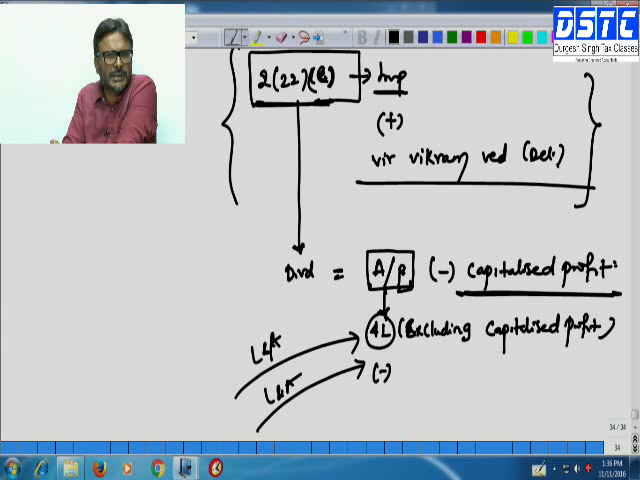 DSTC
Durgesh Singh Tax Classes
2(22)(e) → Imp
(+)
vir vikram ved (Del.)
Divd = A/P (-) Capitalised profit:
4L (Excluding Capitalised profit)
L&A
L&A
(-)
34 / 34
34
1:36 PM
11/11/2016